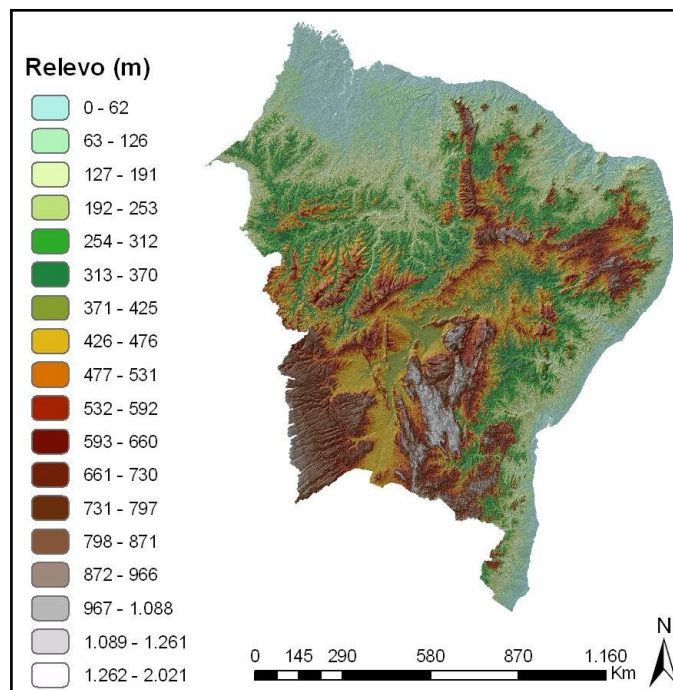 Relevo (m)
0 - 62
63 - 126
127 - 191
192 - 253
254 - 312
313 - 370
371 - 425
426 - 476
477 - 531
532 - 592
593 - 660
661 - 730
731 - 797
798 - 871
872 - 966
967 - 1.088
1.089 - 1.261
1.262 - 2.021
N
0 145 290 580 870 1.160
Km